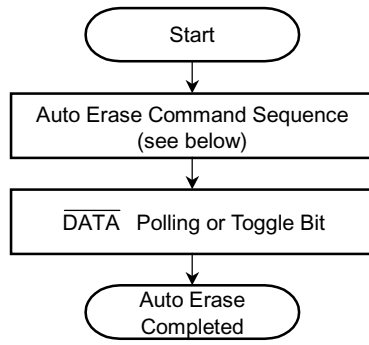 Start
Auto Erase Command Sequence
(see below)
DATA Polling or Toggle Bit
Auto Erase
Completed